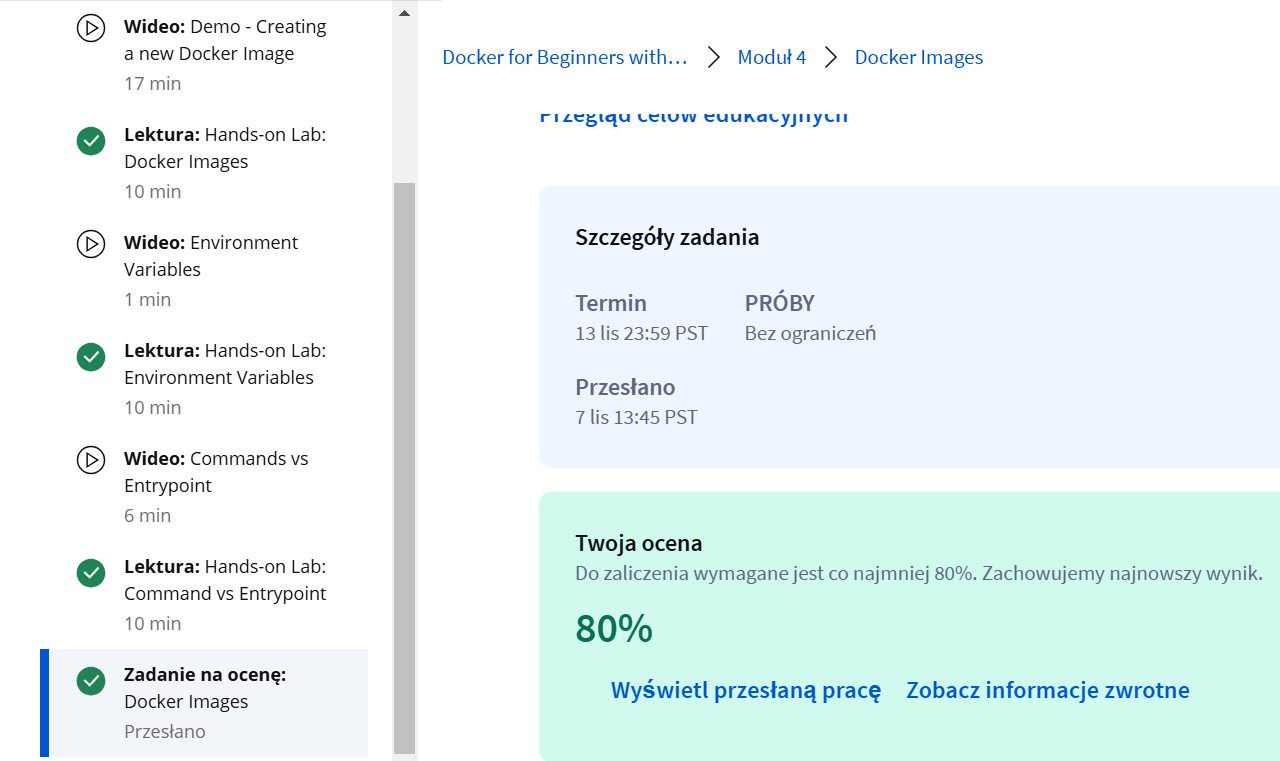 Wideo: Demo - Creating
a new Docker Image
17 min
Lektura: Hands-on Lab:
Docker Images
10 min
Wideo: Environment
Variables
1 min
Lektura: Hands-on Lab:
Environment Variables
10 min
Wideo: Commands vs
Entrypoint
6 min
Lektura: Hands-on Lab:
Command vs Entrypoint
10 min
Zadanie na ocenę:
Docker Images
Przesłano
Docker for Beginners with… Moduł 4 Docker Images
Przegląd celów edukacyjnych
Szczegóły zadania
Termin PRÓBY
13 lis 23:59 PST Bez ograniczeń
Przesłano
7 lis 13:45 PST
Twoja ocena
Do zaliczenia wymagane jest co najmniej 80%. Zachowujemy najnowszy wynik.
80%
Wyświetl przesłaną pracę Zobacz informacje zwrotne